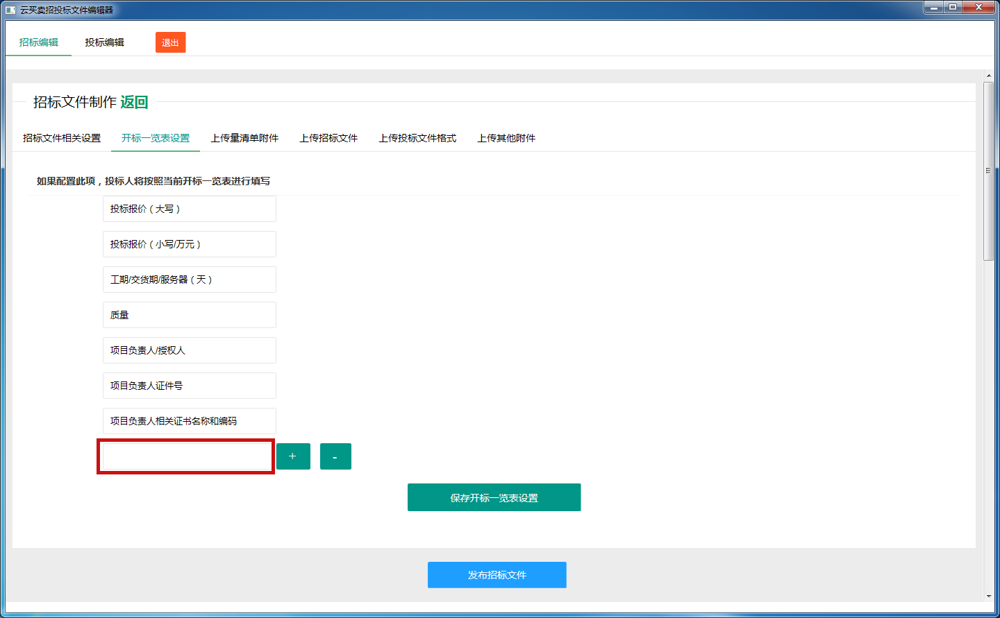 云买卖招投标文件编辑器
招标编辑 投标编辑 退出
招标文件制作 返回
招标文件相关设置 开标一览表设置 上传量清单附件 上传招标文件 上传投标文件格式 上传其他附件
如果配置此项，投标人将按照当前开标一览表进行填写
投标报价（大写）
投标报价（小写/万元）
工期/交货期/服务器（天）
质量
项目负责人/授权人
项目负责人证件号
项目负责人相关证书名称和编码
+ -
保存开标一览表设置
发布招标文件